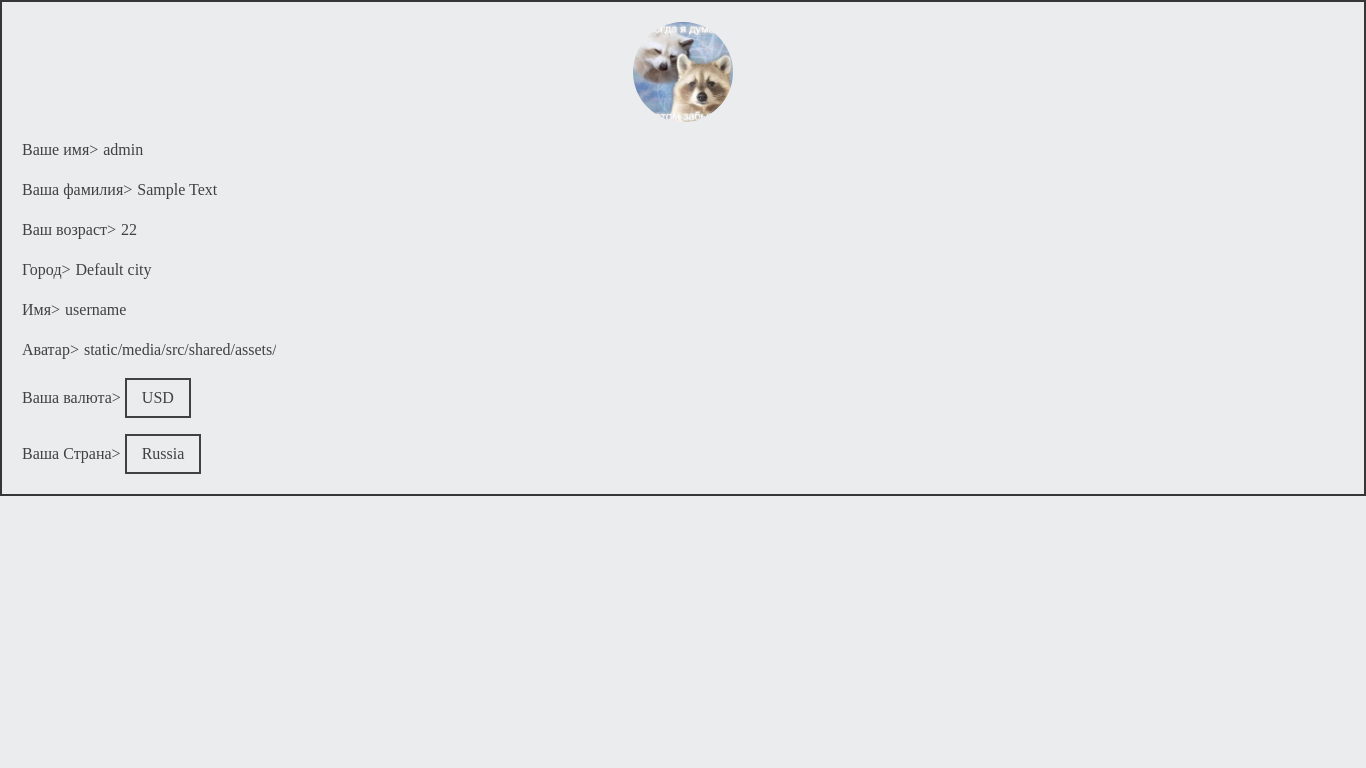 я
Ваше имя> admin
Ваша фамилия> Sample Text
Ваш возраст> 22
Город> Default city
Имя> username
Аватар> static/media/src/shared/assets/
Ваша валюта> USD
Ваша Страна> Russia